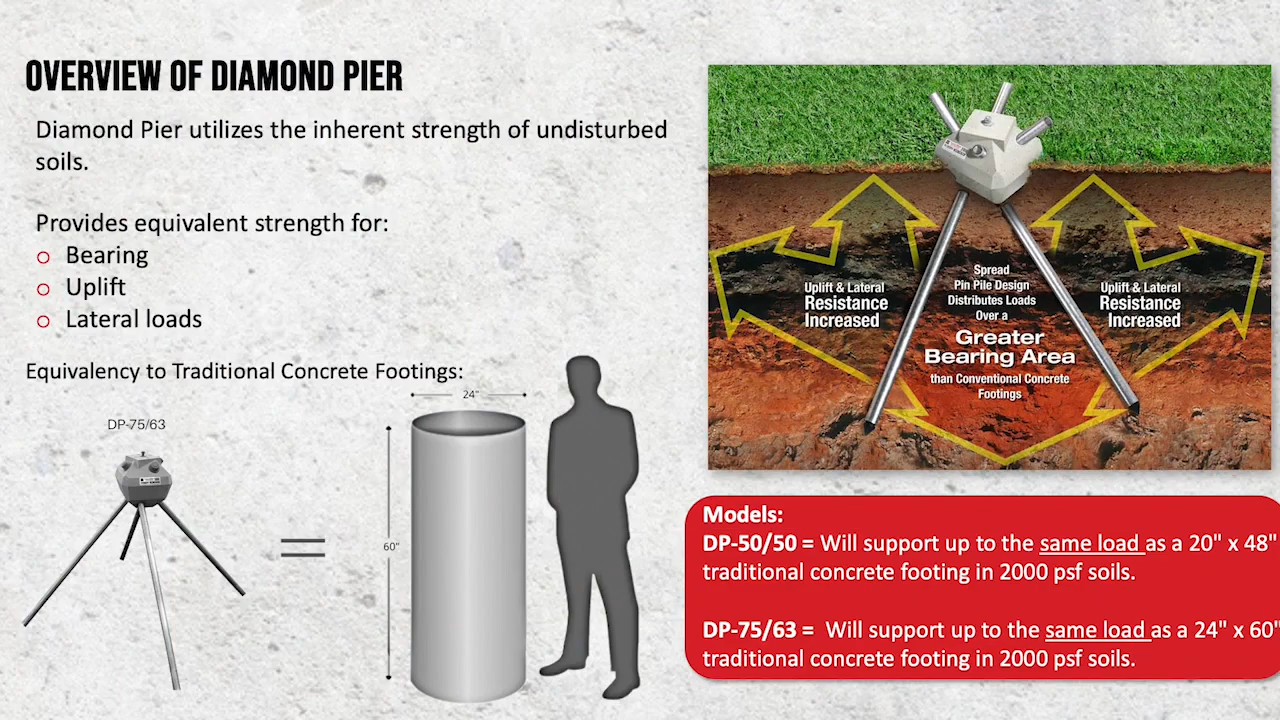 OVERVIEW OF DIAMOND PIER
Diamond Pier utilizes the inherent strength of undisturbed
soils.
Provides equivalent strength for:
Bearing
Uplift
Lateral loads
Equivalency to Traditional Concrete Footings:
DP-75/63
24"
60"
Uplift & Lateral
Resistance
Increased
Spread
Pin Pile Design
Distributes Loads
Over a
Greater
Bearing Area
than Conventional Concrete
Footings
Uplift & Lateral
Resistance
Increased
Models:
DP-50/50 = Will support up to the same load as a 20" x 48"
traditional concrete footing in 2000 psf soils.
DP-75/63 = Will support up to the same load as a 24" x 60"
traditional concrete footing in 2000 psf soils.